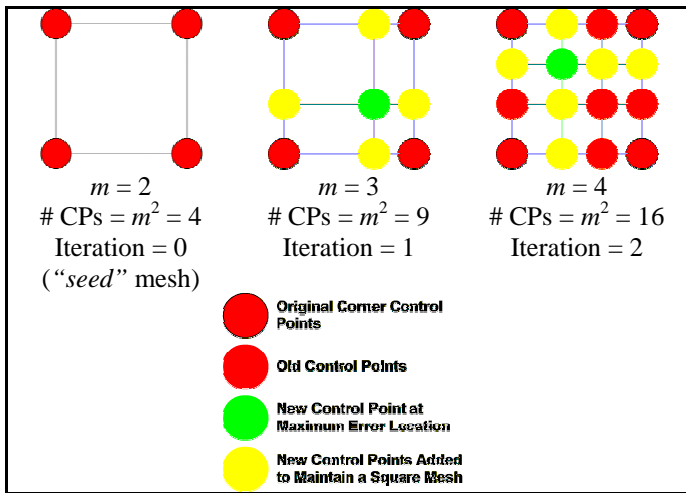 m = 2
# CPs = m² = 4
Iteration = 0
(“seed” mesh)
m = 3
# CPs = m² = 9
Iteration = 1
m = 4
# CPs = m² = 16
Iteration = 2
Original Corner Control
Points
Old Control Points
New Control Point at
Maximum Error Location
New Control Points Added
to Maintain a Square Mesh